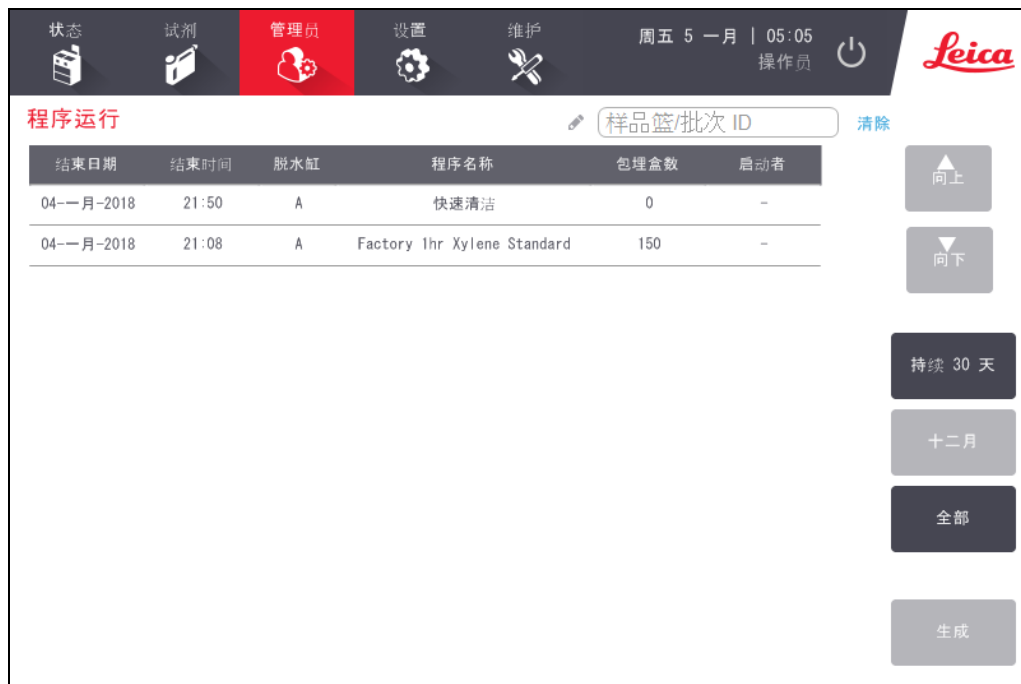 状态 试剂 管理员 设置 维护 周五 5 一月 | 05:05
操作员
Leica
程序运行 样品篮/批次 ID 清除
结束日期 结束时间 脱水缸 程序名称 包埋盒数 启动者
04-一月-2018 21:50 A 快速清洁 0 -
04-一月-2018 21:08 A Factory 1hr Xylene Standard 150 -
向上
向下
持续 30 天
十二月
全部
生成